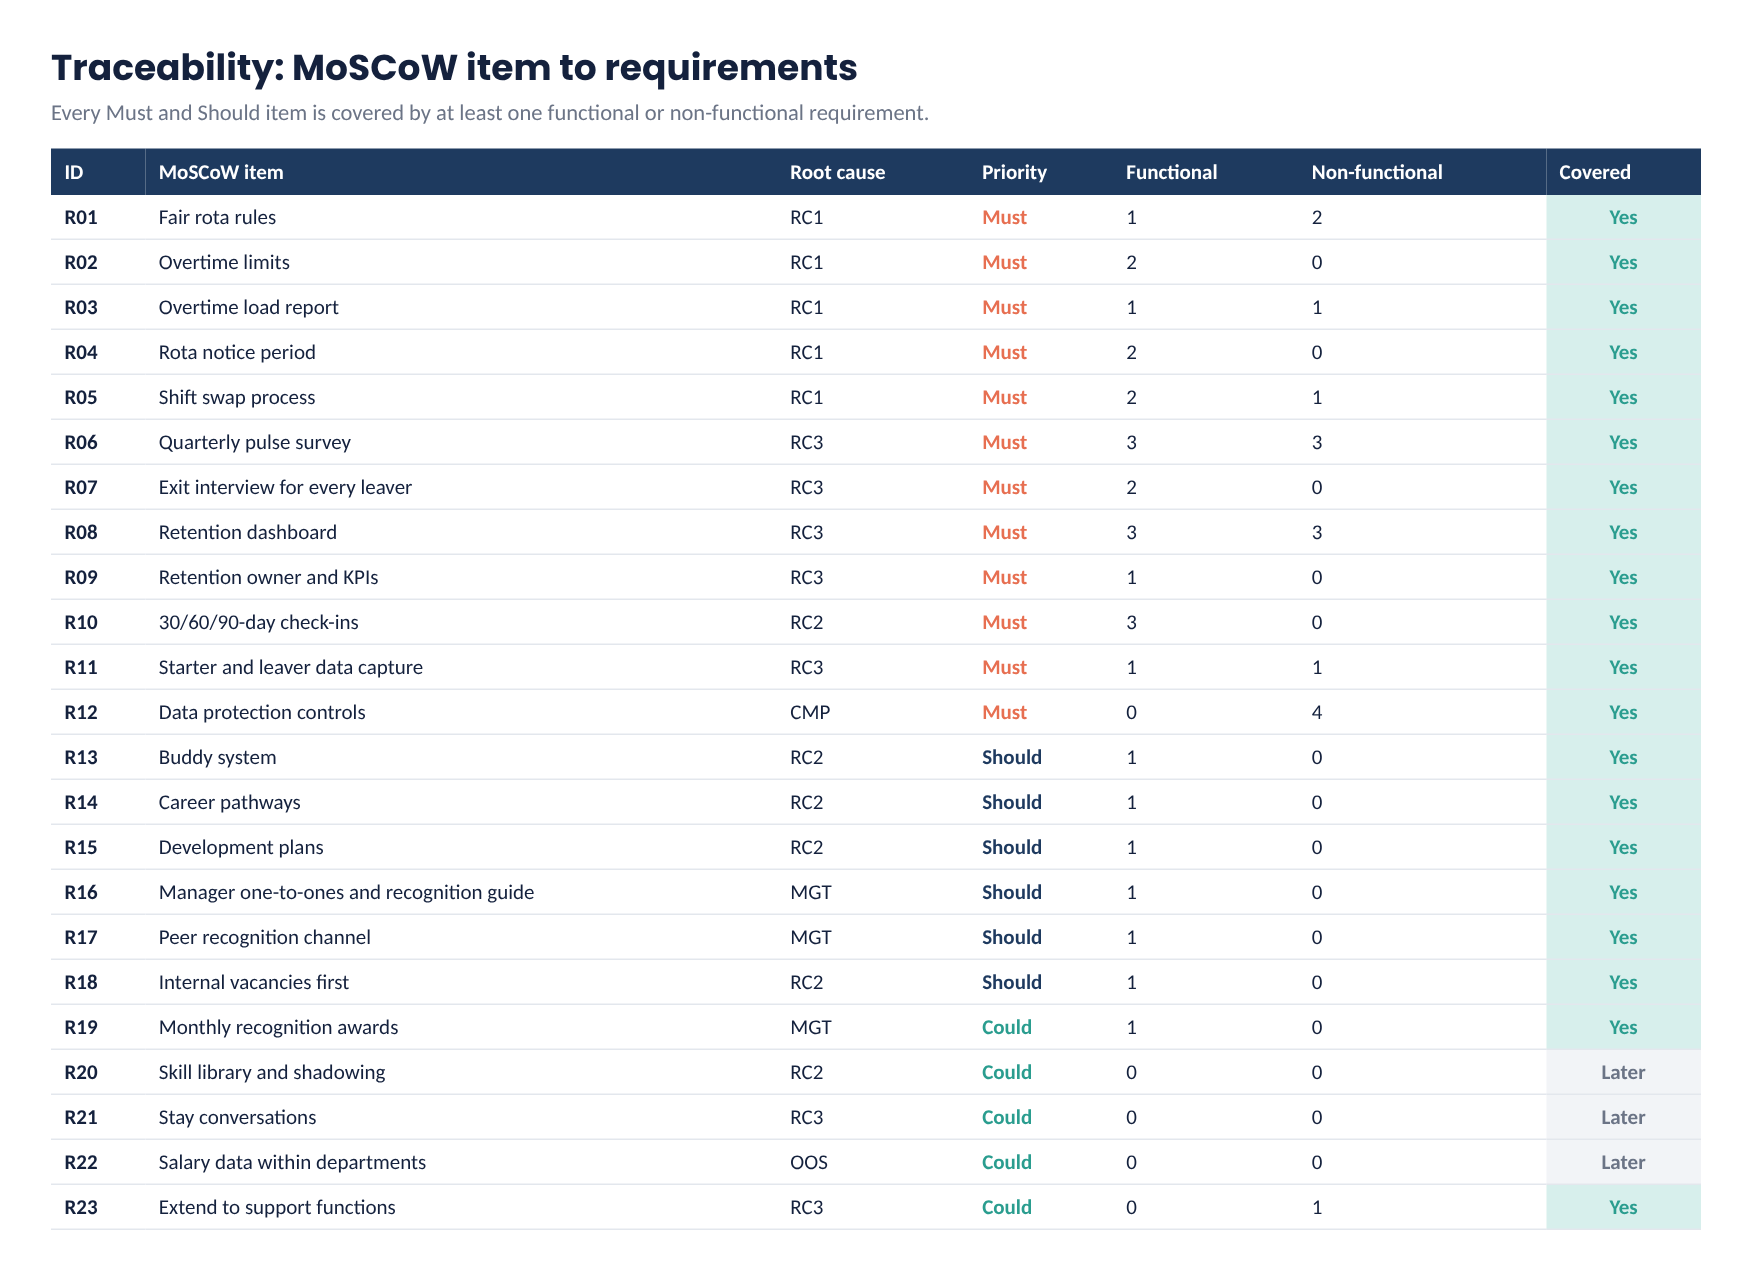 Traceability: MoSCoW item to requirements
Every Must and Should item is covered by at least one functional or non-functional requirement.
ID MoSCoW item Root cause Priority Functional Non-functional Covered
R01 Fair rota rules RC1 Must 1 2 Yes
R02 Overtime limits RC1 Must 2 0 Yes
R03 Overtime load report RC1 Must 1 1 Yes
R04 Rota notice period RC1 Must 2 0 Yes
R05 Shift swap process RC1 Must 2 1 Yes
R06 Quarterly pulse survey RC3 Must 3 3 Yes
R07 Exit interview for every leaver RC3 Must 2 0 Yes
R08 Retention dashboard RC3 Must 3 3 Yes
R09 Retention owner and KPIs RC3 Must 1 0 Yes
R10 30/60/90-day check-ins RC2 Must 3 0 Yes
R11 Starter and leaver data capture RC3 Must 1 1 Yes
R12 Data protection controls CMP Must 0 4 Yes
R13 Buddy system RC2 Should 1 0 Yes
R14 Career pathways RC2 Should 1 0 Yes
R15 Development plans RC2 Should 1 0 Yes
R16 Manager one-to-ones and recognition guide MGT Should 1 0 Yes
R17 Peer recognition channel MGT Should 1 0 Yes
R18 Internal vacancies first RC2 Should 1 0 Yes
R19 Monthly recognition awards MGT Could 1 0 Yes
R20 Skill library and shadowing RC2 Could 0 0 Later
R21 Stay conversations RC3 Could 0 0 Later
R22 Salary data within departments OOS Could 0 0 Later
R23 Extend to support functions RC3 Could 0 1 Yes